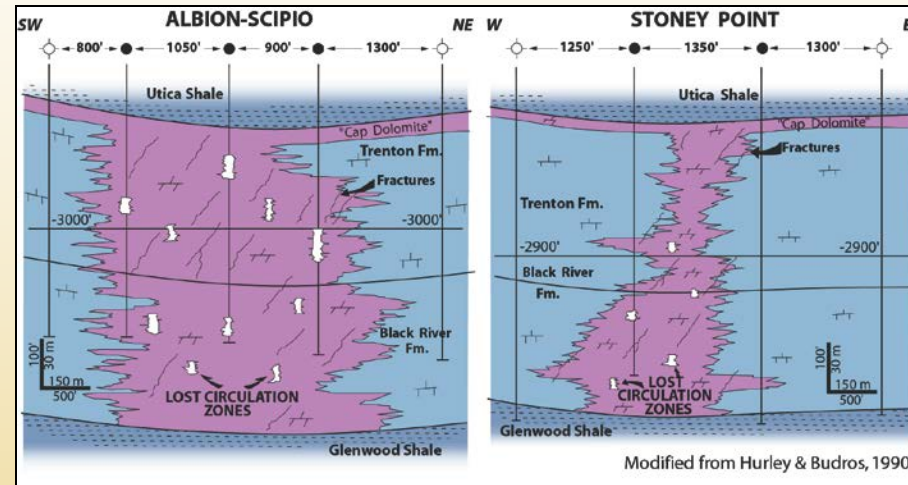 ALBION-SCIPIO
SW
NE
800'
1050'
900'
1300'
Utica Shale
"Cap Dolomite"
Trenton Fm.
Fractures
-3000'
-3000'
Black River
Fm.
100'
30 m
150 m
500'
LOST CIRCULATION
ZONES
Glenwood Shale
STONEY POINT
W
E
1250'
1350'
1300'
Utica Shale
"Cap Dolomite"
Fractures
Trenton Fm.
-2900'
-2900'
Black River
Fm.
100'
30 m
150 m
500'
LOST
CIRCULATION
ZONES
Glenwood Shale
Modified from Hurley & Budros, 1990